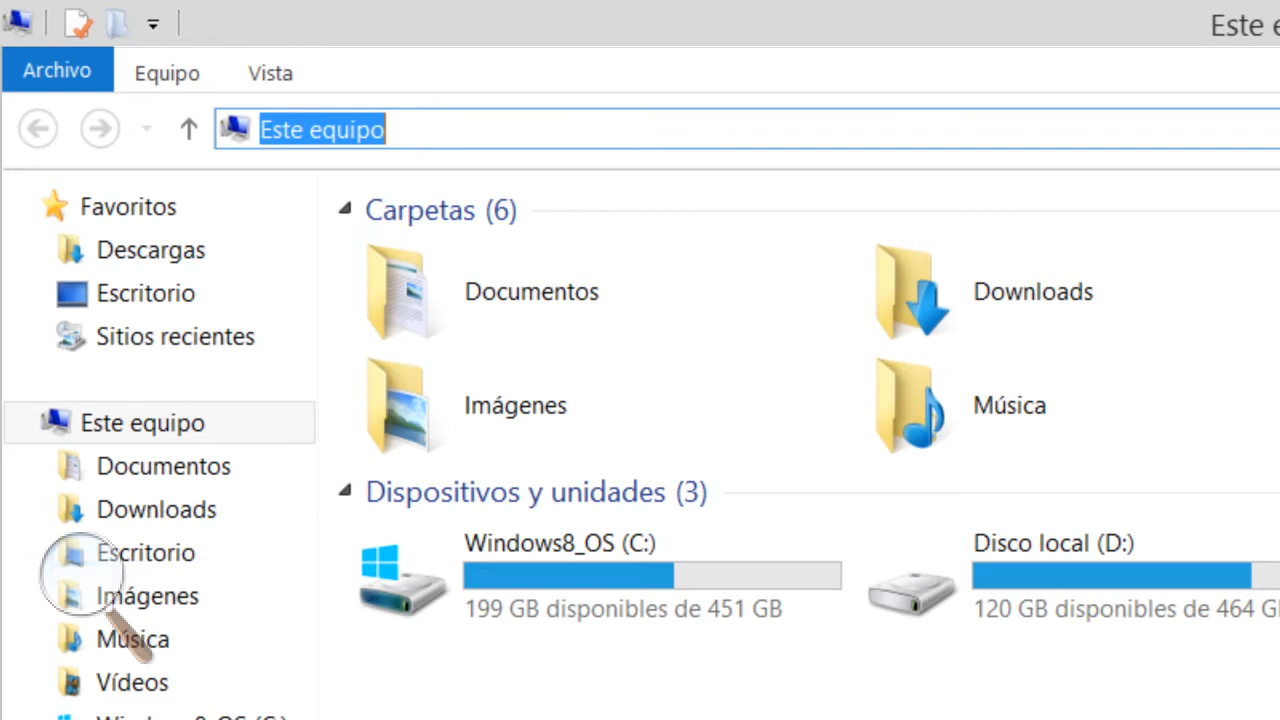 Este
Archivo Equipo Vista
Este equipo
Favoritos
Descargas
Escritorio
Sitios recientes
Este equipo
Documentos
Downloads
Escritorio
Imágenes
Música
Vídeos
Windows8_OS (C:)
Carpetas (6)
Documentos Downloads
Imágenes Música
Dispositivos y unidades (3)
Windows8_OS (C:) Disco local (D:)
199 GB disponibles de 451 GB 120 GB disponibles de 464 GB